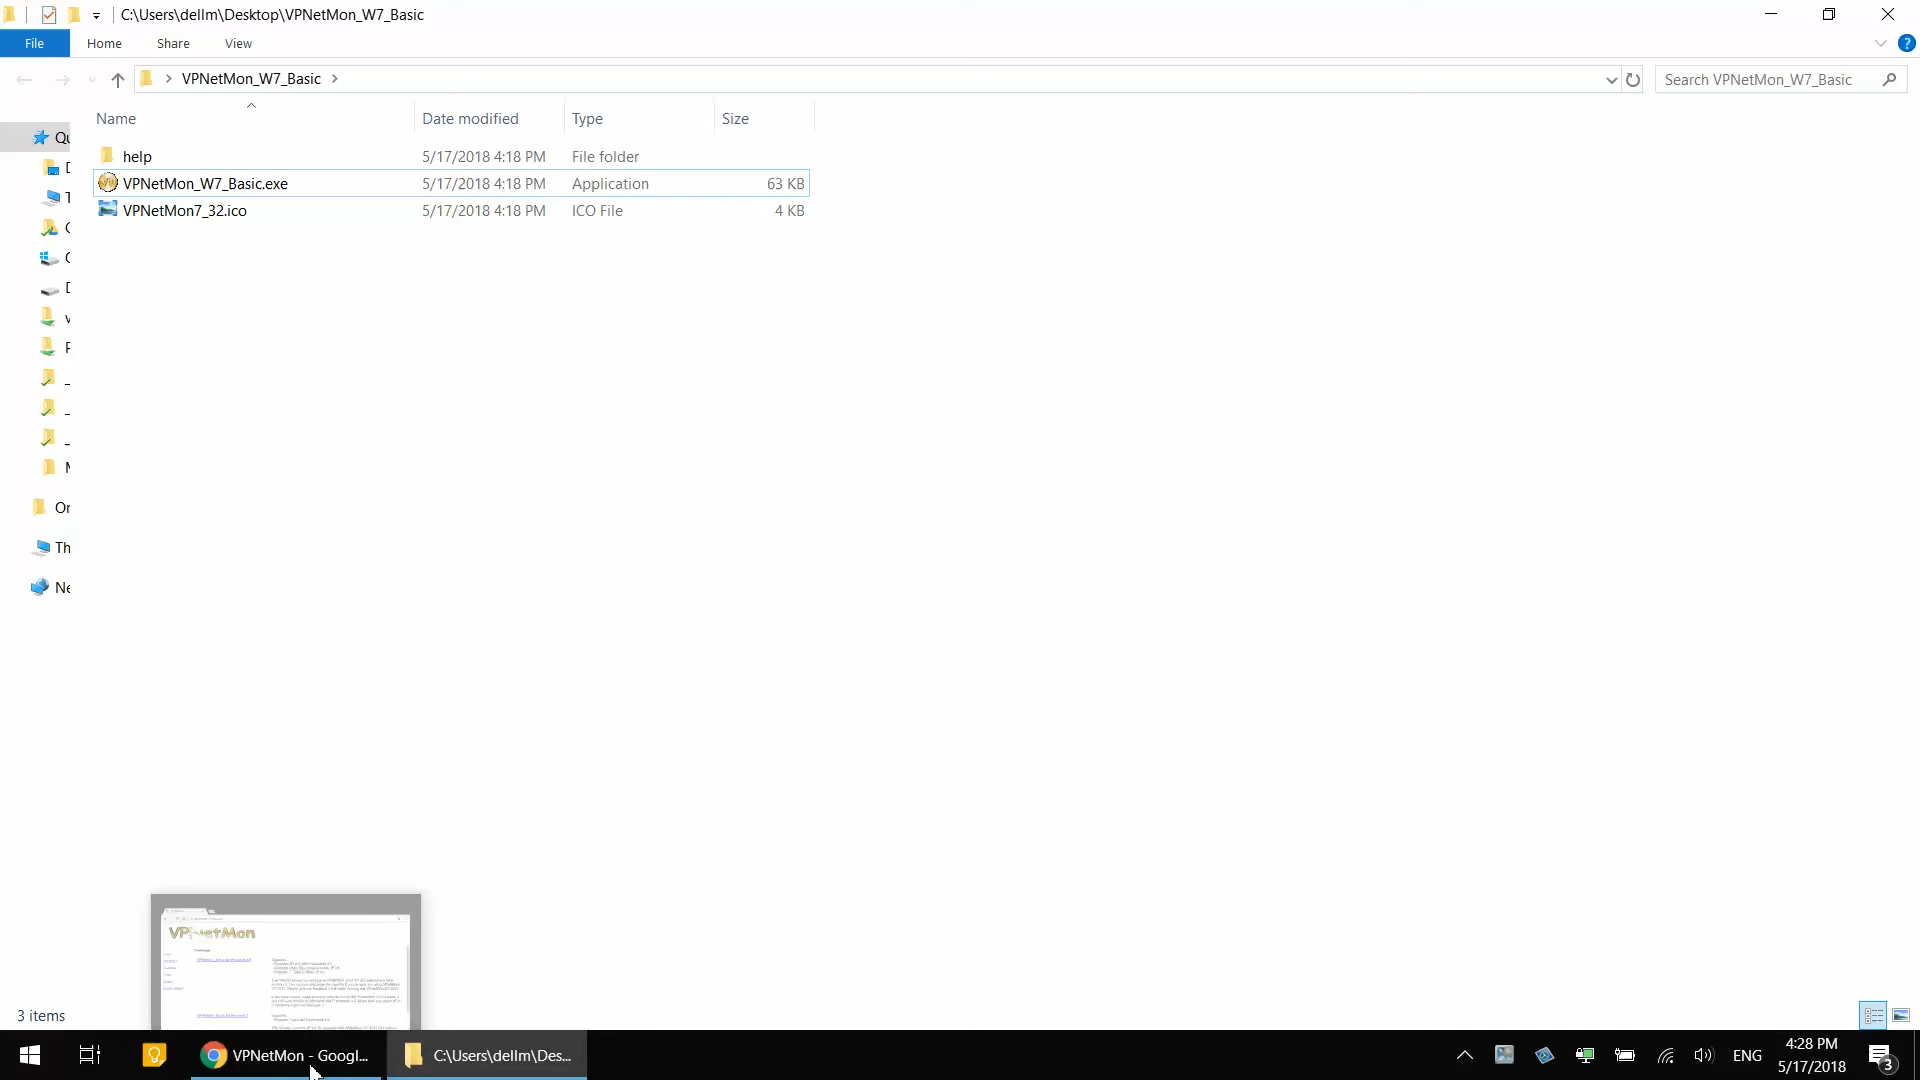 C:\Users\dellm\Desktop\VPNetMon_W7_Basic
File Home Share View
VPNetMon_W7_Basic
Search VPNetMon_W7_Basic
Name Date modified Type Size
help 5/17/2018 4:18 PM File folder
VPNetMon_W7_Basic.exe 5/17/2018 4:18 PM Application 63 KB
VPNetMon7_32.ico 5/17/2018 4:18 PM ICO File 4 KB
Or
Th
Ne
VPNetMon
3 items
VPNetMon - Googl...
C:\Users\dellm\Des...
ENG
4:28 PM
5/17/2018
3